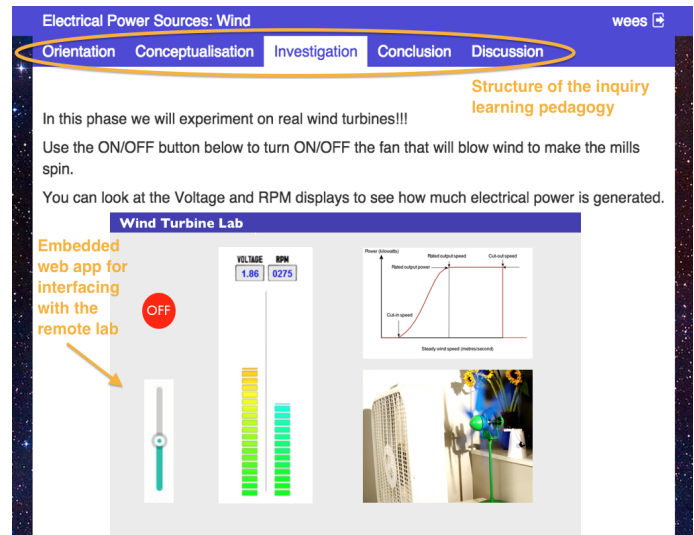 Electrical Power Sources: Wind
wees
Orientation Conceptualisation Investigation Conclusion Discussion
Structure of the inquiry
learning pedagogy
In this phase we will experiment on real wind turbines!!!
Use the ON/OFF button below to turn ON/OFF the fan that will blow wind to make the mills
spin.
You can look at the Voltage and RPM displays to see how much electrical power is generated.
Wind Turbine Lab
Embedded
web app for
interfacing
with the
remote lab
OFF
VOLTAGE RPM
1.86 0275
Power (kilowatts)
Rated output speed
Cut-out speed
Rated output power
Cut-in speed
Steady wind speed (metres/second)